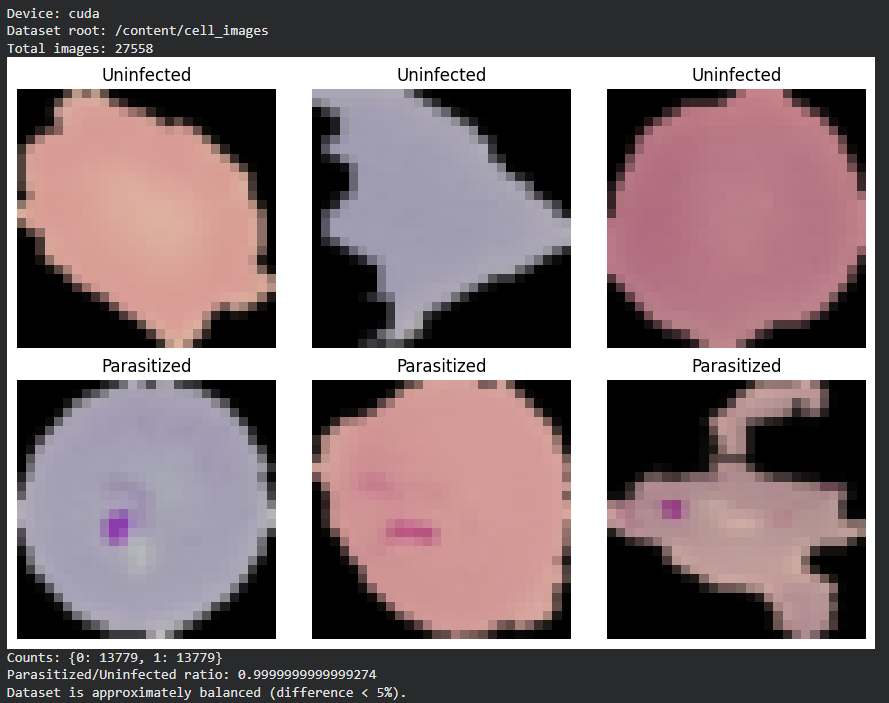 Device: cuda
Dataset root: /content/cell_images
Total images: 27558
Uninfected Uninfected Uninfected
Parasitized Parasitized Parasitized
Counts: {0: 13779, 1: 13779}
Parasitized/Uninfected ratio: 0.9999999999999274
Dataset is approximately balanced (difference < 5%).